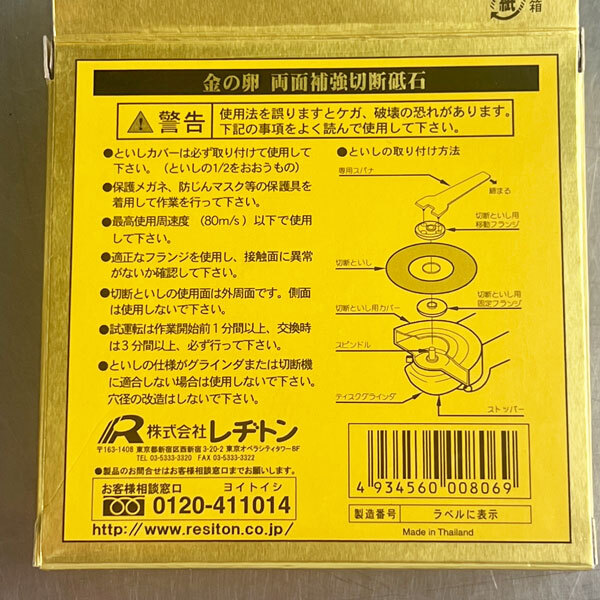 紙
箱
金の卵 両面補強切断砥石
警告
使用法を誤りますとケガ、破壊の恐れがあります。
下記の事項をよく読んで使用して下さい。
●といしカバーは必ず取り付けて使用して
下さい。（といしの1/2をおおうもの）
●保護メガネ、防じんマスク等の保護具を
着用して作業を行って下さい。
●最高使用周速度（80m/s）以下で使用
して下さい。
●適正なフランジを使用し、接触面に異常
がないか確認して下さい。
●切断といしの使用面は外周面です。側面
は使用しないで下さい。
●試運転は作業開始前1分間以上、交換時
は3分間以上、必ず行って下さい。
●といしの仕様がグラインダまたは切断機
に適合しない場合は使用しないで下さい。
穴径の改造はしないで下さい。
●といしの取り付け方法
専用スパナ
締まる
切断といし用
移動フランジ
切断といし
切断といし用カバー
切断といし用
固定フランジ
スピンドル
ディスクグラインダ
ストッパー
株式会社レヂトン
〒163-1408 東京都新宿区西新宿3-20-2 東京オペラシティタワー8F
TEL 03-5333-3320 FAX 03-5333-3322
●製品のお問合せはお客様相談窓口までお願いします。
お客様相談窓口 ヨイトイシ
0120-411014
http://www.resiton.co.jp/
4 934560 008069
製造番号 ラベルに表示
Made in Thailand